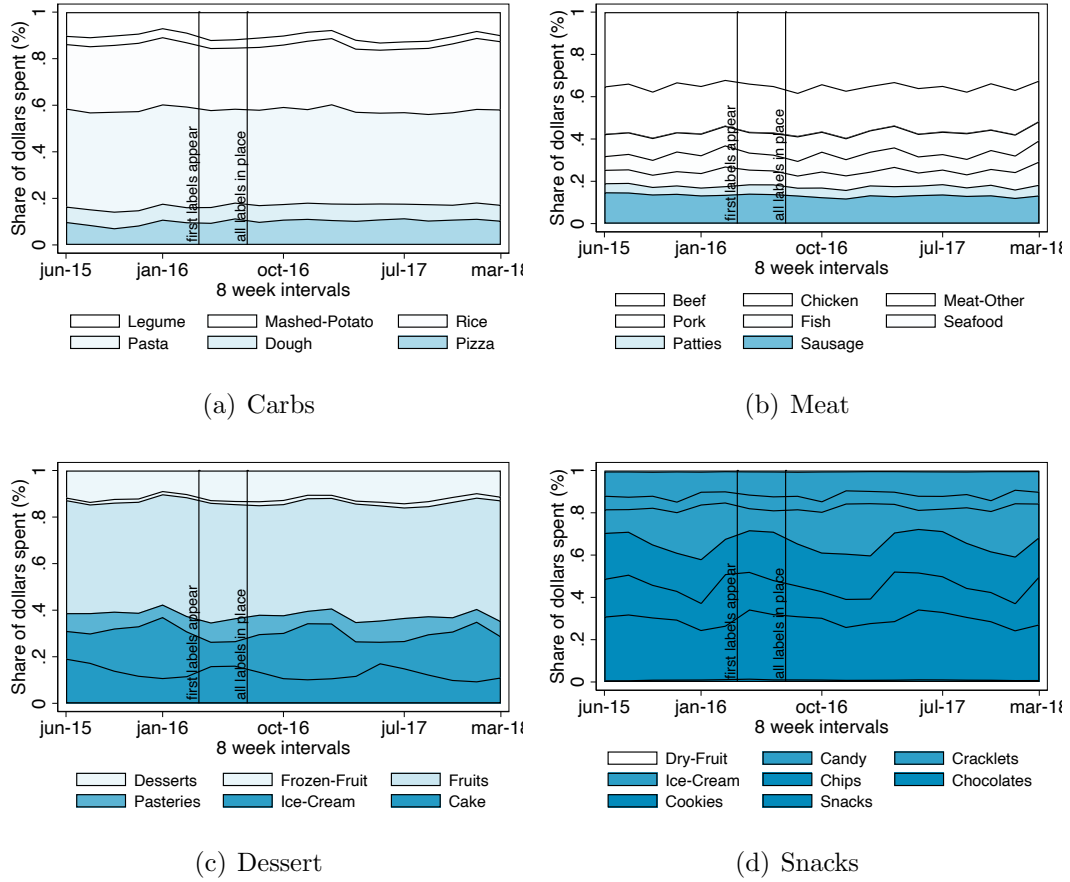 Share of dollars spent (%)
0 .2 .4 .6 .8 1
first labels appear
all labels in place
jun-15 jan-16 oct-16 jul-17 mar-18
8 week intervals
Legume Mashed-Potato Rice
Pasta Dough Pizza
(a) Carbs
Share of dollars spent (%)
0 .2 .4 .6 .8 1
first labels appear
all labels in place
jun-15 jan-16 oct-16 jul-17 mar-18
8 week intervals
Beef Chicken Meat-Other
Pork Fish Seafood
Patties Sausage
(b) Meat
Share of dollars spent (%)
0 .2 .4 .6 .8 1
first labels appear
all labels in place
jun-15 jan-16 oct-16 jul-17 mar-18
8 week intervals
Desserts Frozen-Fruit Fruits
Pasteries Ice-Cream Cake
(c) Dessert
Share of dollars spent (%)
0 .2 .4 .6 .8 1
first labels appear
all labels in place
jun-15 jan-16 oct-16 jul-17 mar-18
8 week intervals
Dry-Fruit Candy Cracklets
Ice-Cream Chips Chocolates
Cookies Snacks
(d) Snacks